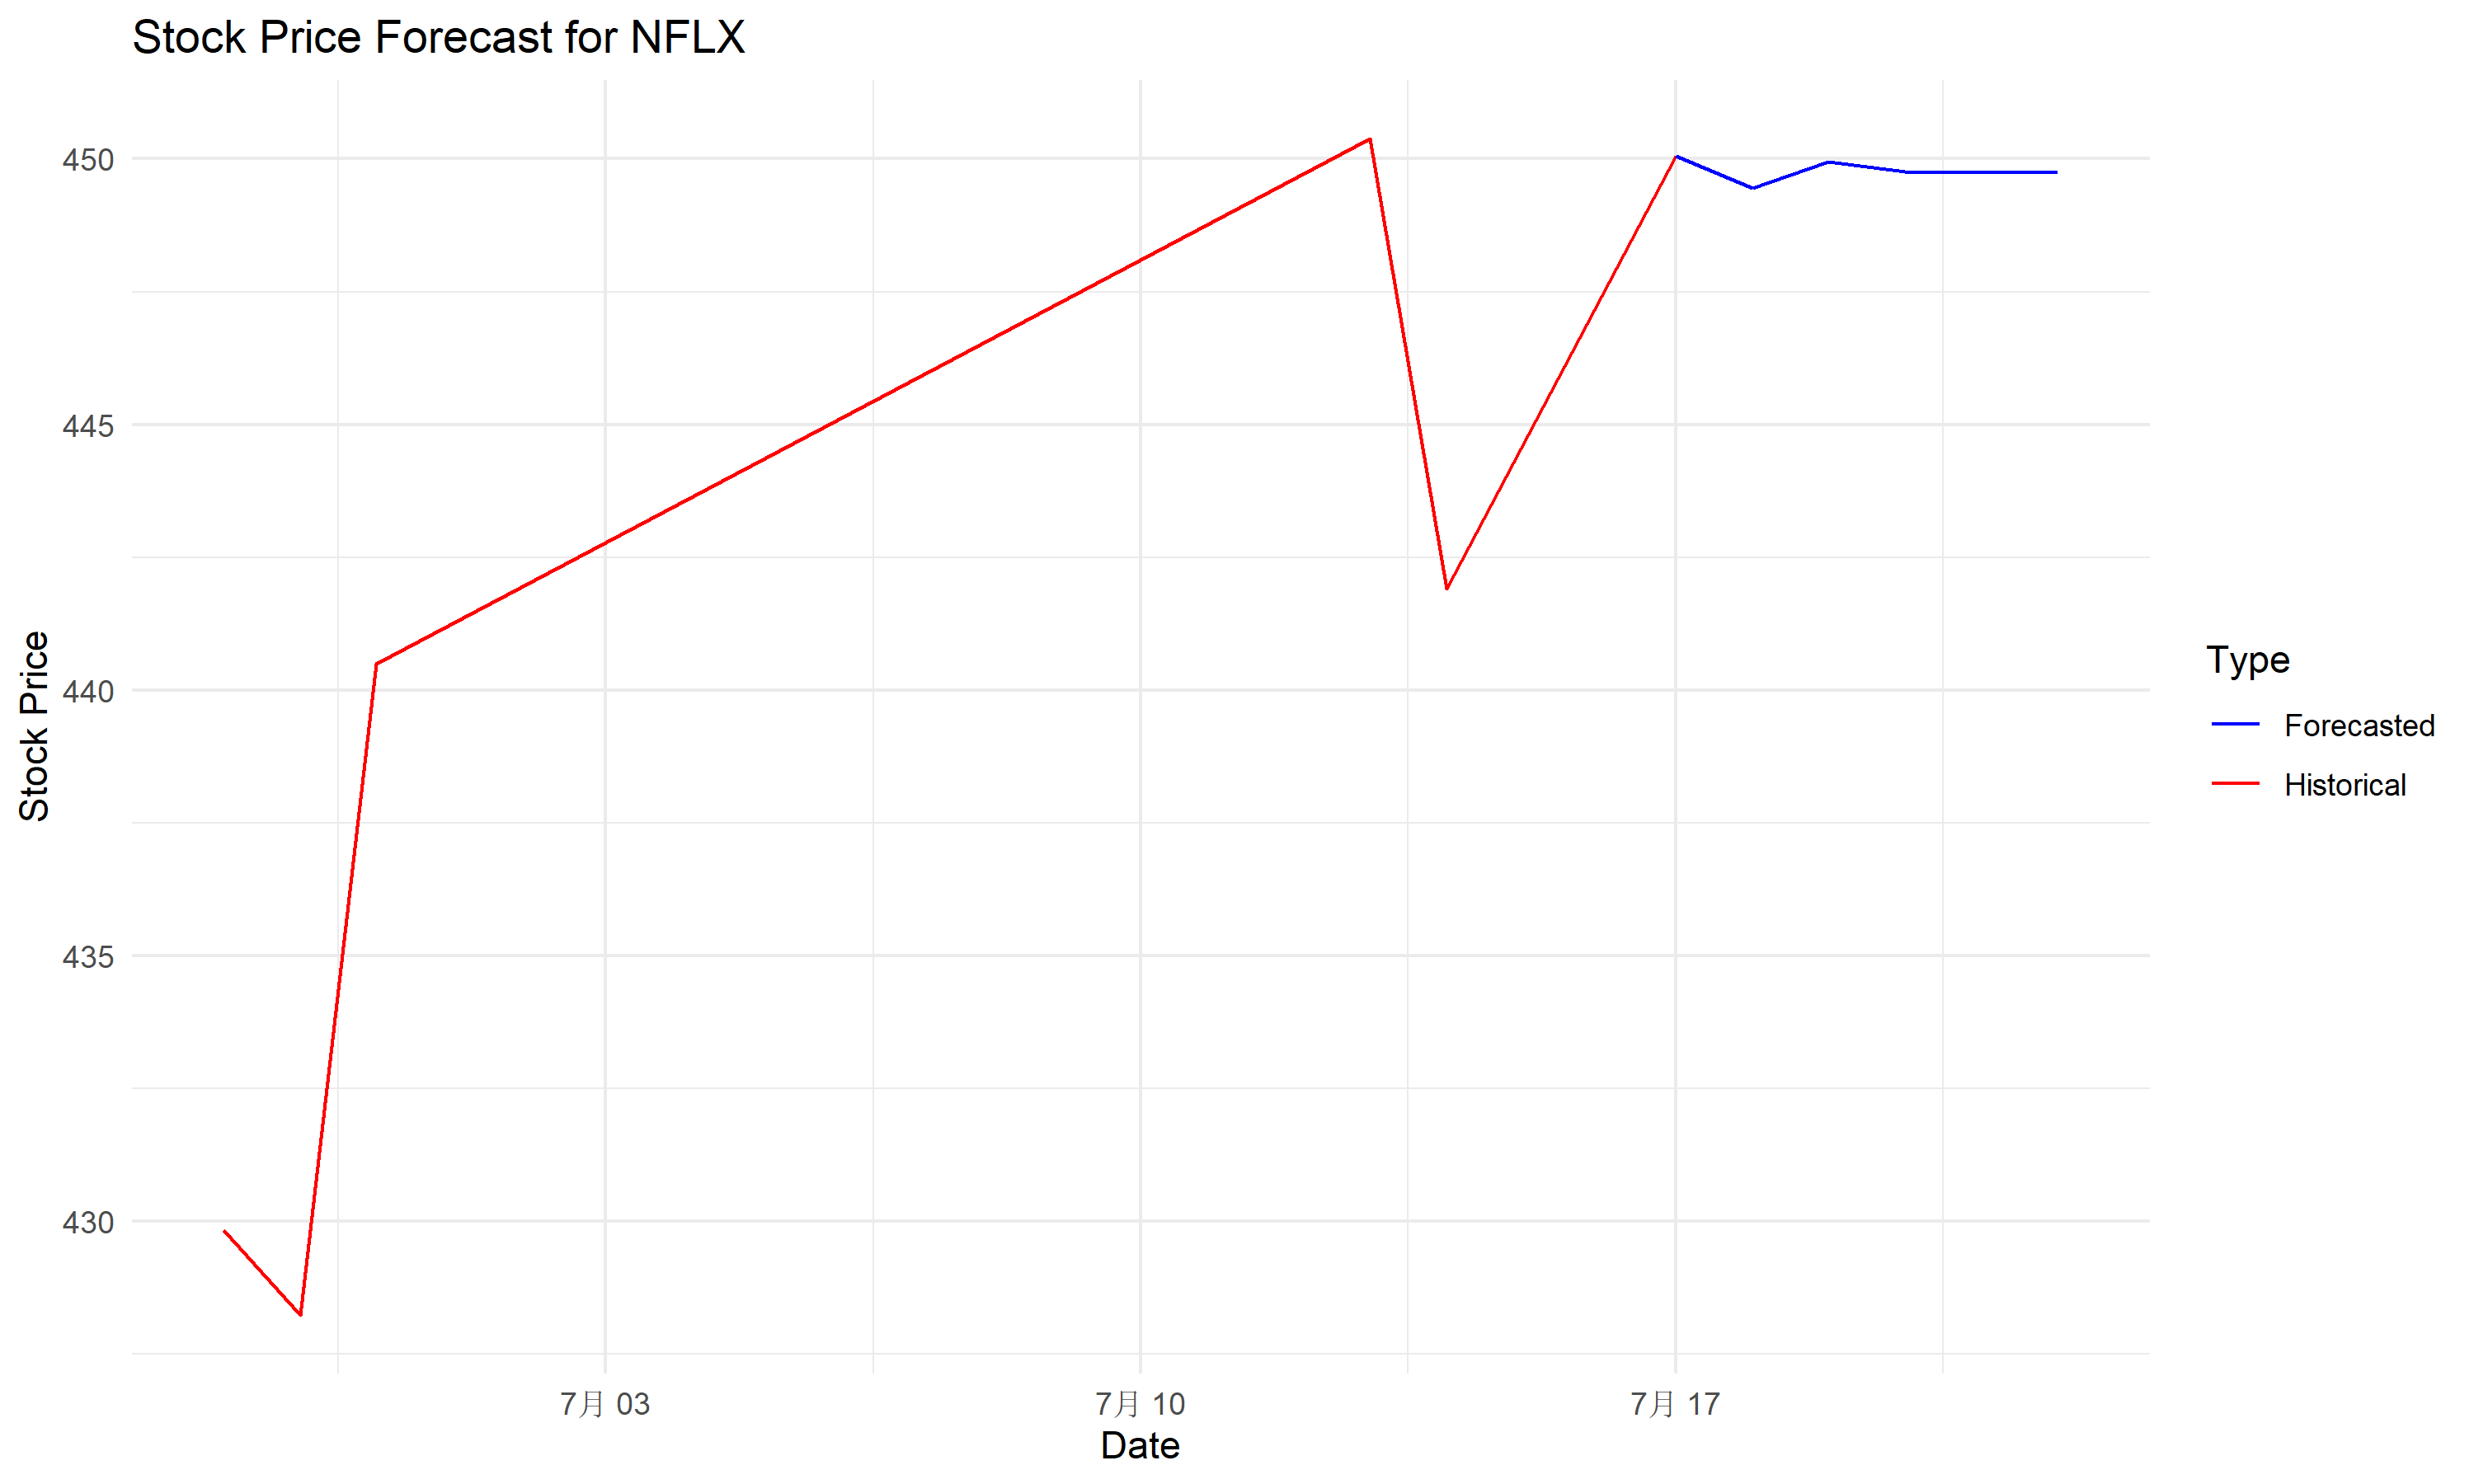 Stock Price Forecast for NFLX
450
445
440
435
430
Stock Price
7月 03
7月 10
7月 17
Date
Type
Forecasted
Historical